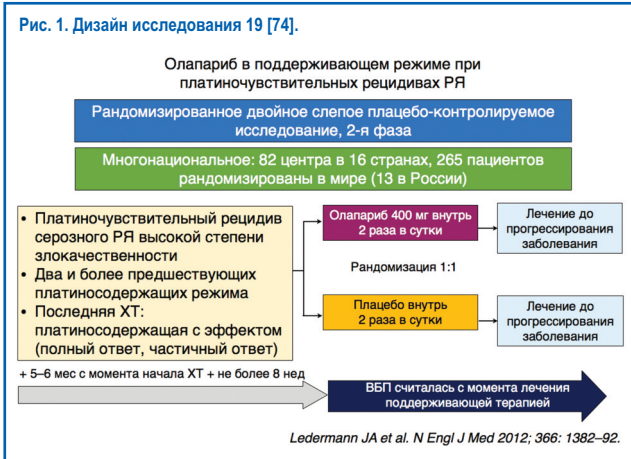 Рис. 1. Дизайн исследования 19 [74].
Олапариб в поддерживающем режиме при
платиночувствительных рецидивах РЯ
Рандомизированное двойное слепое плацебо-контролируемое
исследование, 2-я фаза
Многонациональное: 82 центра в 16 странах, 265 пациентов
рандомизированы в мире (13 в России)
• Платиночувствительный рецидив
серозного РЯ высокой степени
злокачественности
• Два и более предшествующих
платиносодержащих режима
• Последняя ХТ:
платиносодержащая с эффектом
(полный ответ, частичный ответ)
Олапариб 400 мг внутрь
2 раза в сутки
Лечение до
прогрессирования
заболевания
Рандомизация 1:1
Плацебо внутрь
2 раза в сутки
Лечение до
прогрессирования
заболевания
+ 5–6 мес с момента начала ХТ + не более 8 нед
ВБП считалась с момента лечения
поддерживающей терапией
Ledermann JA et al. N Engl J Med 2012; 366: 1382–92.